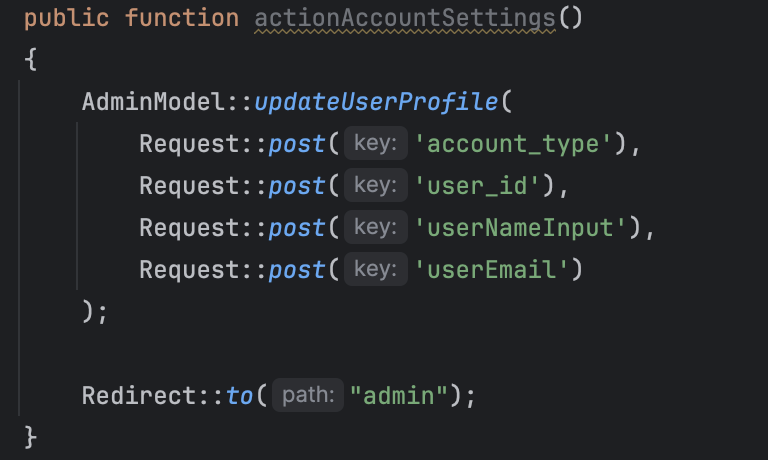 public function actionAccountSettings()
{
    AdminModel::updateUserProfile(
        Request::post( key: 'account_type'),
        Request::post( key: 'user_id'),
        Request::post( key: 'userNameInput'),
        Request::post( key: 'userEmail')
    );
    Redirect::to( path: "admin");
}